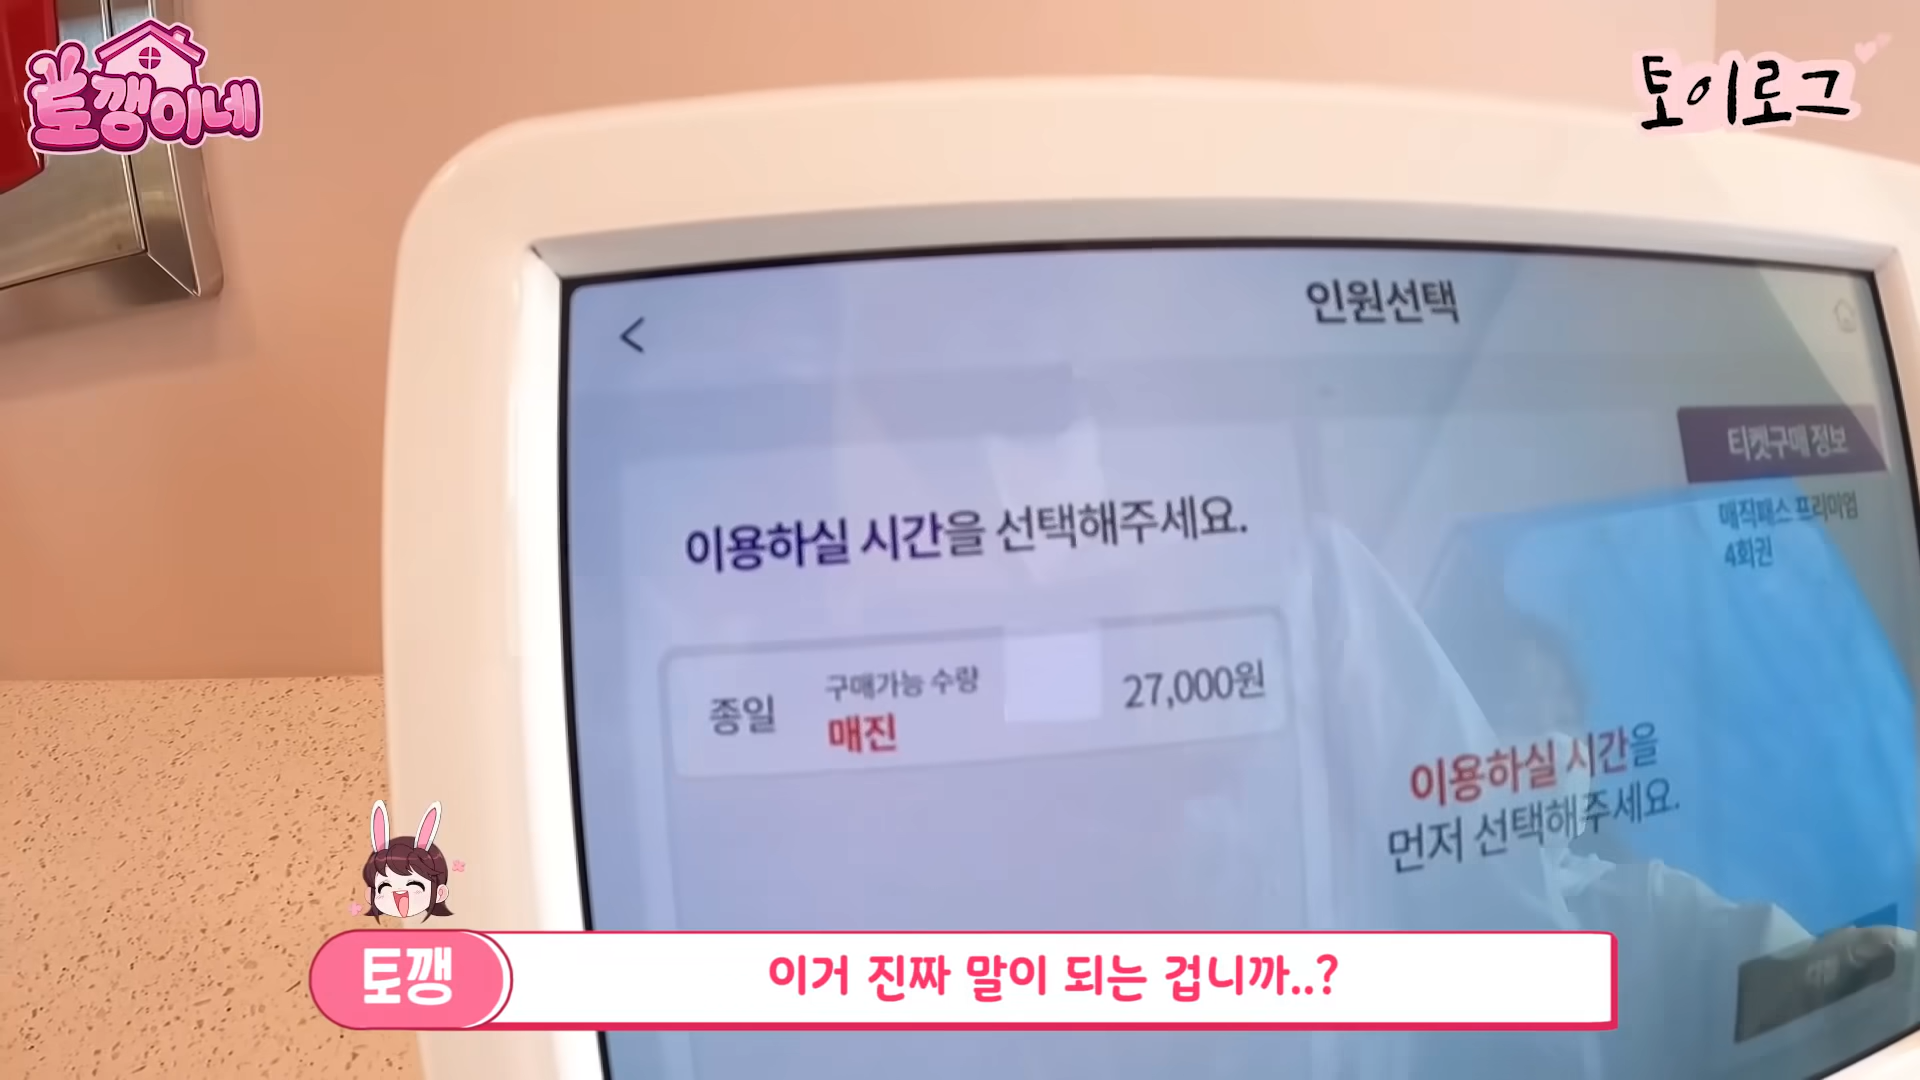 토깽이네
토이로그
인원선택
티켓구매 정보
매직패스 프리미엄
4회권
이용하실 시간을 선택해주세요.
종일
구매가능 수량
매진
27,000원
이용하실 시간을
먼저 선택해주세요.
토깽
이거 진짜 말이 되는 겁니까..?